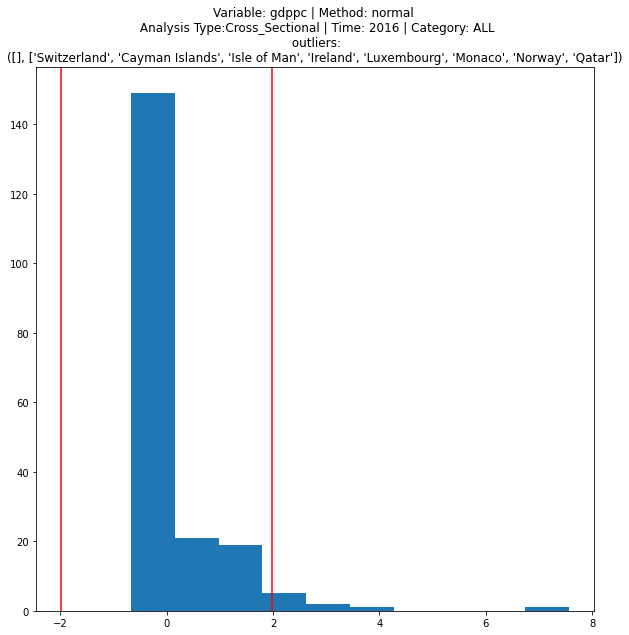 Variable: gdppc | Method: normal
Analysis Type:Cross_Sectional | Time: 2016 | Category: ALL
outliers:
([], ['Switzerland', 'Cayman Islands', 'Isle of Man', 'Ireland', 'Luxembourg', 'Monaco', 'Norway', 'Qatar'])
140
120
100
80
60
40
20
0
−2 0 2 4 6 8